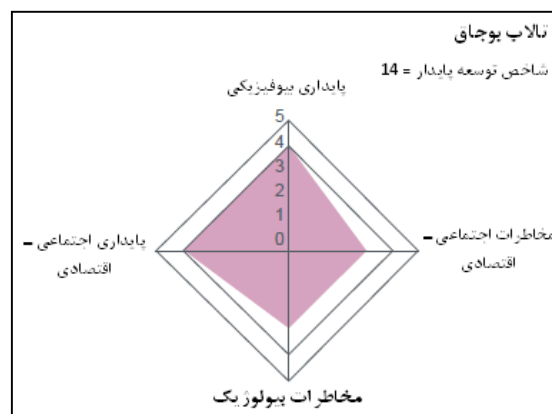 تالاب بوجاق
شاخص توسعه پایدار = 14
پایداری بیوفیزیکی
5
4
3
2
1
0
مخاطرات اجتماعی –
اقتصادی
پایداری اجتماعی –
اقتصادی
مخاطرات بیولوژیک